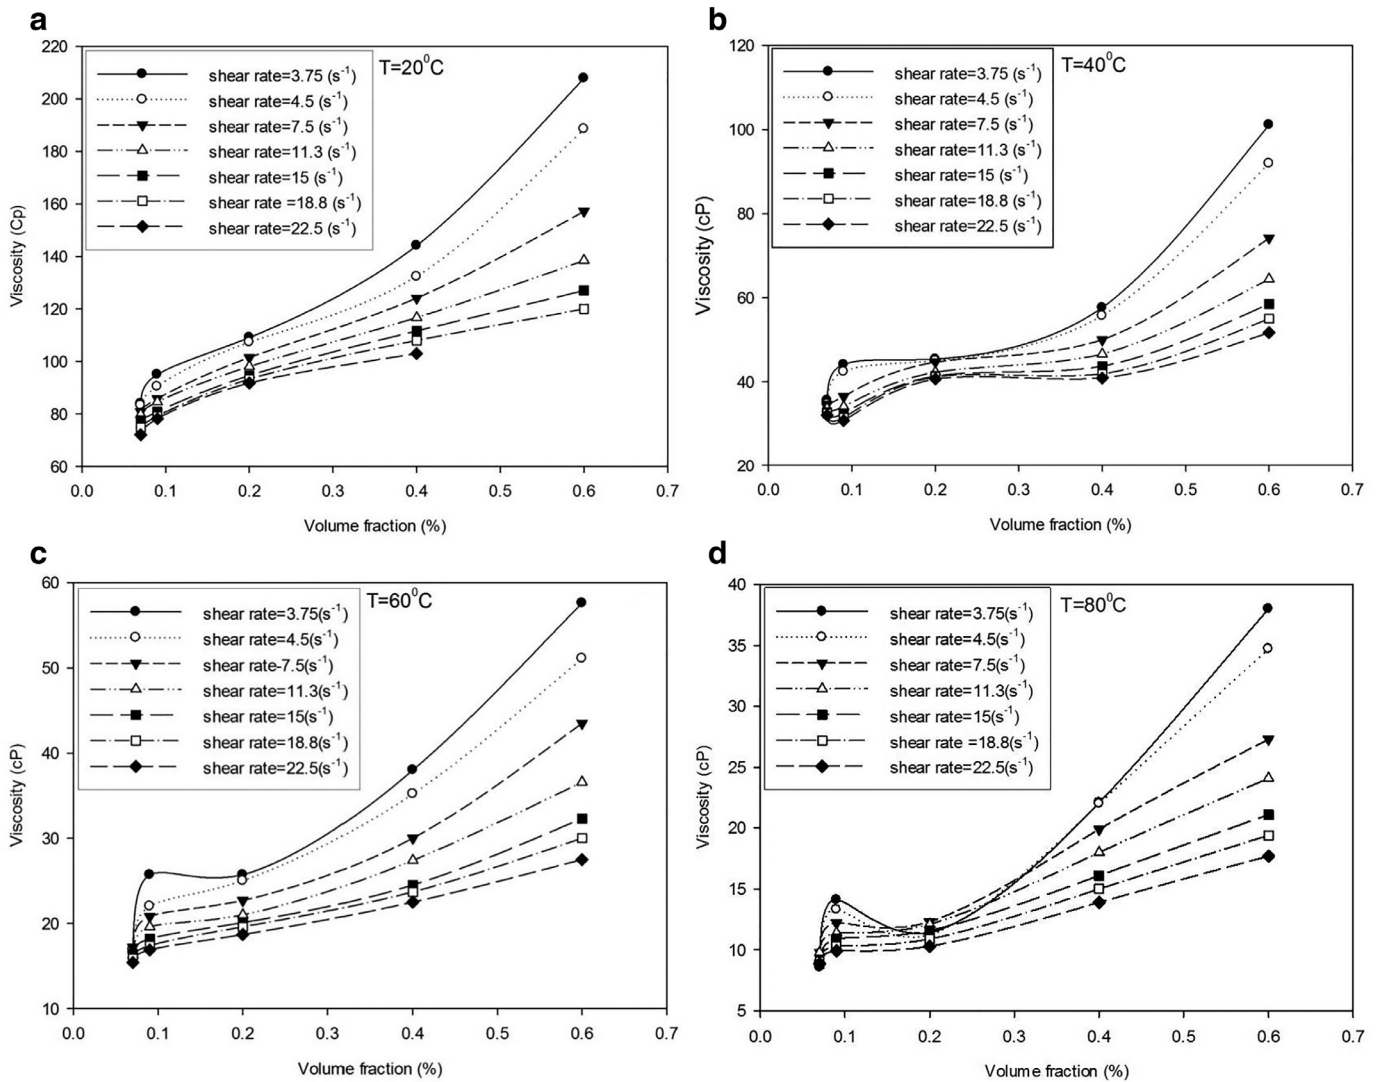 a
T=20⁰C
shear rate=3.75 (s⁻¹)
shear rate=4.5 (s⁻¹)
shear rate=7.5 (s⁻¹)
shear rate=11.3 (s⁻¹)
shear rate=15 (s⁻¹)
shear rate =18.8 (s⁻¹)
shear rate=22.5 (s⁻¹)
Viscosity (Cp)
220
200
180
160
140
120
100
80
60
0.0 0.1 0.2 0.3 0.4 0.5 0.6 0.7
Volume fraction (%)
b
T=40⁰C
shear rate=3.75 (s⁻¹)
shear rate=4.5 (s⁻¹)
shear rate=7.5 (s⁻¹)
shear rate=11.3 (s⁻¹)
shear rate=15 (s⁻¹)
shear rate=18.8 (s⁻¹)
shear rate=22.5 (s⁻¹)
Viscosity (cP)
120
100
80
60
40
20
0.0 0.1 0.2 0.3 0.4 0.5 0.6 0.7
Volume fraction (%)
c
T=60⁰C
shear rate=3.75(s⁻¹)
shear rate=4.5(s⁻¹)
shear rate-7.5(s⁻¹)
shear rate=11.3(s⁻¹)
shear rate=15(s⁻¹)
shear rate=18.8(s⁻¹)
shear rate=22.5(s⁻¹)
Viscosity (cP)
60
50
40
30
20
10
0.0 0.1 0.2 0.3 0.4 0.5 0.6 0.7
Volume fraction (%)
d
T=80⁰C
shear rate=3.75(s⁻¹)
shear rate=4.5(s⁻¹)
shear rate=7.5(s⁻¹)
shear rate=11.3(s⁻¹)
shear rate=15(s⁻¹)
shear rate =18.8(s⁻¹)
shear rate=22.5(s⁻¹)
Viscosity (cP)
40
35
30
25
20
15
10
5
0.0 0.1 0.2 0.3 0.4 0.5 0.6 0.7
Volume fraction (%)